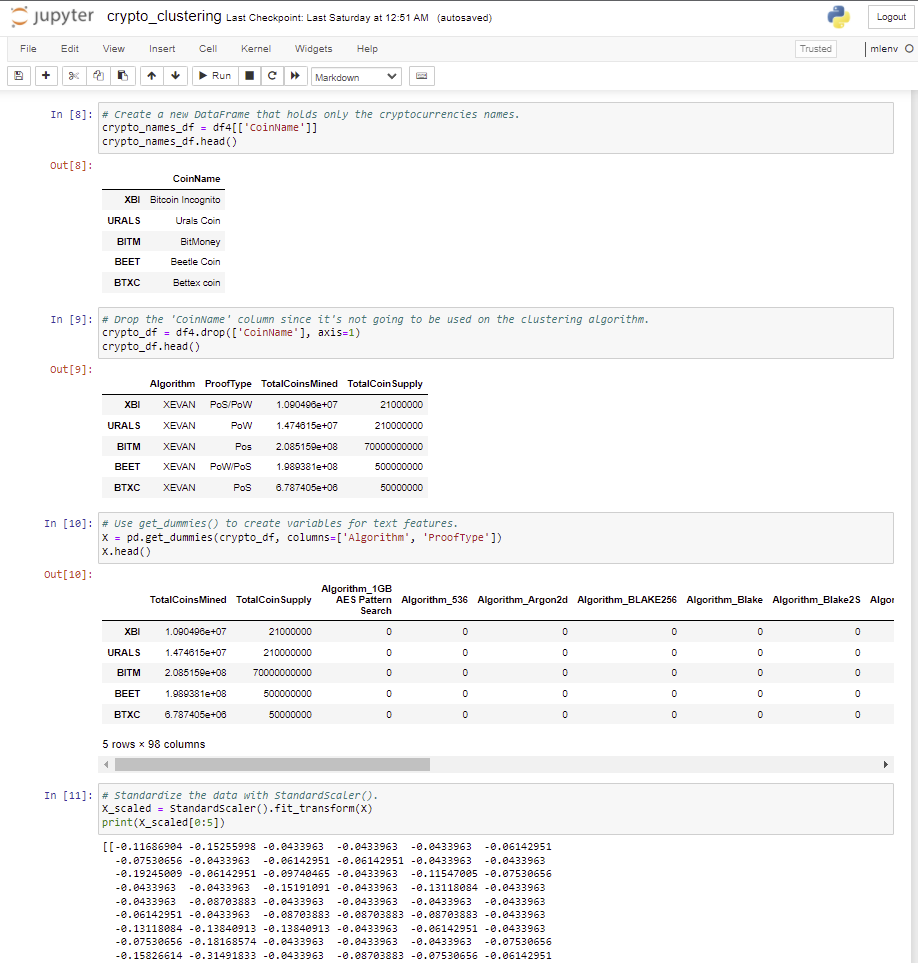 jupyter crypto_clustering Last Checkpoint: Last Saturday at 12:51 AM (autosaved)
Logout
File Edit View Insert Cell Kernel Widgets Help
Trusted
mlenv
Run
Markdown
In [8]: # Create a new DataFrame that holds only the cryptocurrencies names.
crypto_names_df = df4[['CoinName']]
crypto_names_df.head()
Out[8]:
CoinName
XBI Bitcoin Incognito
URALS Urals Coin
BITM BitMoney
BEET Beetle Coin
BTXC Bettex coin
In [9]: # Drop the 'CoinName' column since it's not going to be used on the clustering algorithm.
crypto_df = df4.drop(['CoinName'], axis=1)
crypto_df.head()
Out[9]:
Algorithm ProofType TotalCoinsMined TotalCoinSupply
XBI XEVAN PoS/PoW 1.090496e+07 21000000
URALS XEVAN PoW 1.474615e+07 210000000
BITM XEVAN Pos 2.085159e+08 70000000000
BEET XEVAN PoW/PoS 1.989381e+08 500000000
BTXC XEVAN PoS 6.787405e+06 50000000
In [10]: # Use get_dummies() to create variables for text features.
X = pd.get_dummies(crypto_df, columns=['Algorithm', 'ProofType'])
X.head()
Out[10]:
TotalCoinsMined TotalCoinSupply Algorithm_1GB AES Pattern Search Algorithm_536 Algorithm_Argon2d Algorithm_BLAKE256 Algorithm_Blake Algorithm_Blake2S Algor
XBI 1.090496e+07 21000000 0 0 0 0 0 0
URALS 1.474615e+07 210000000 0 0 0 0 0 0
BITM 2.085159e+08 70000000000 0 0 0 0 0 0
BEET 1.989381e+08 500000000 0 0 0 0 0 0
BTXC 6.787405e+06 50000000 0 0 0 0 0 0
5 rows × 98 columns
In [11]: # Standardize the data with StandardScaler().
X_scaled = StandardScaler().fit_transform(X)
print(X_scaled[0:5])
[[-0.11686904 -0.15255998 -0.0433963 -0.0433963 -0.0433963 -0.06142951
-0.07530656 -0.0433963 -0.06142951 -0.06142951 -0.0433963 -0.0433963
-0.19245009 -0.06142951 -0.09740465 -0.0433963 -0.11547005 -0.07530656
-0.0433963 -0.0433963 -0.15191091 -0.0433963 -0.13118084 -0.0433963
-0.0433963 -0.08703883 -0.0433963 -0.0433963 -0.0433963 -0.0433963
-0.06142951 -0.0433963 -0.08703883 -0.08703883 -0.08703883 -0.0433963
-0.13118084 -0.13840913 -0.13840913 -0.0433963 -0.06142951 -0.0433963
-0.07530656 -0.18168574 -0.0433963 -0.0433963 -0.0433963 -0.07530656
-0.15826614 -0.31491833 -0.0433963 -0.08703883 -0.07530656 -0.06142951